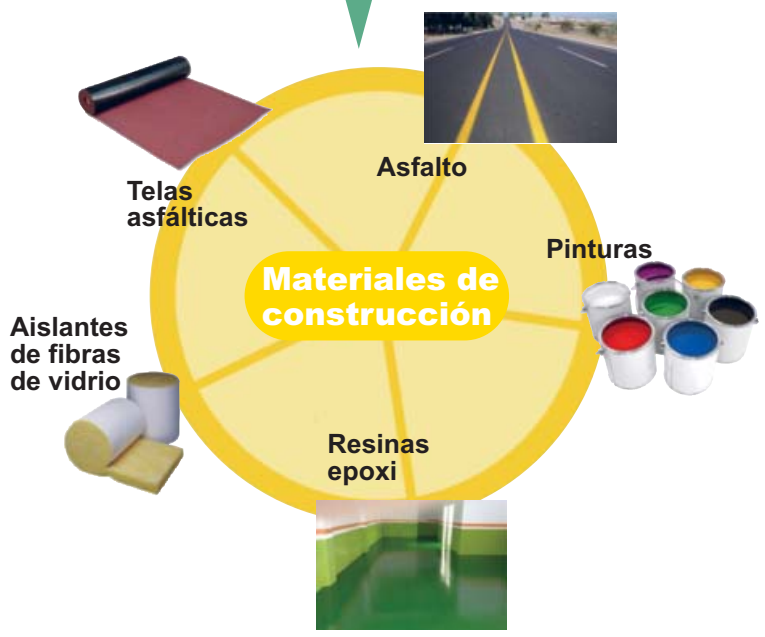 Asfalto
Telas
asfálticas
Pinturas
Materiales de
construcción
Aislantes
de fibras
de vidrio
Resinas
epoxi